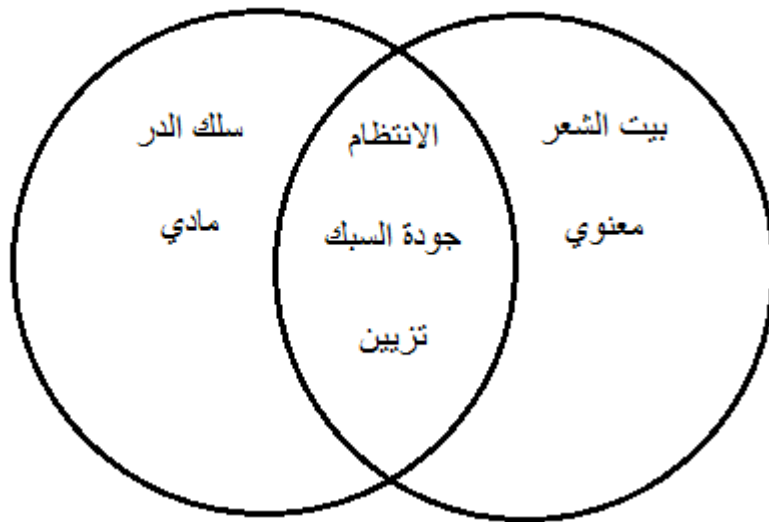 بيت الشعر
معنوي
الانتظام
جودة السبك
تزيين
سلك الدر
مادي